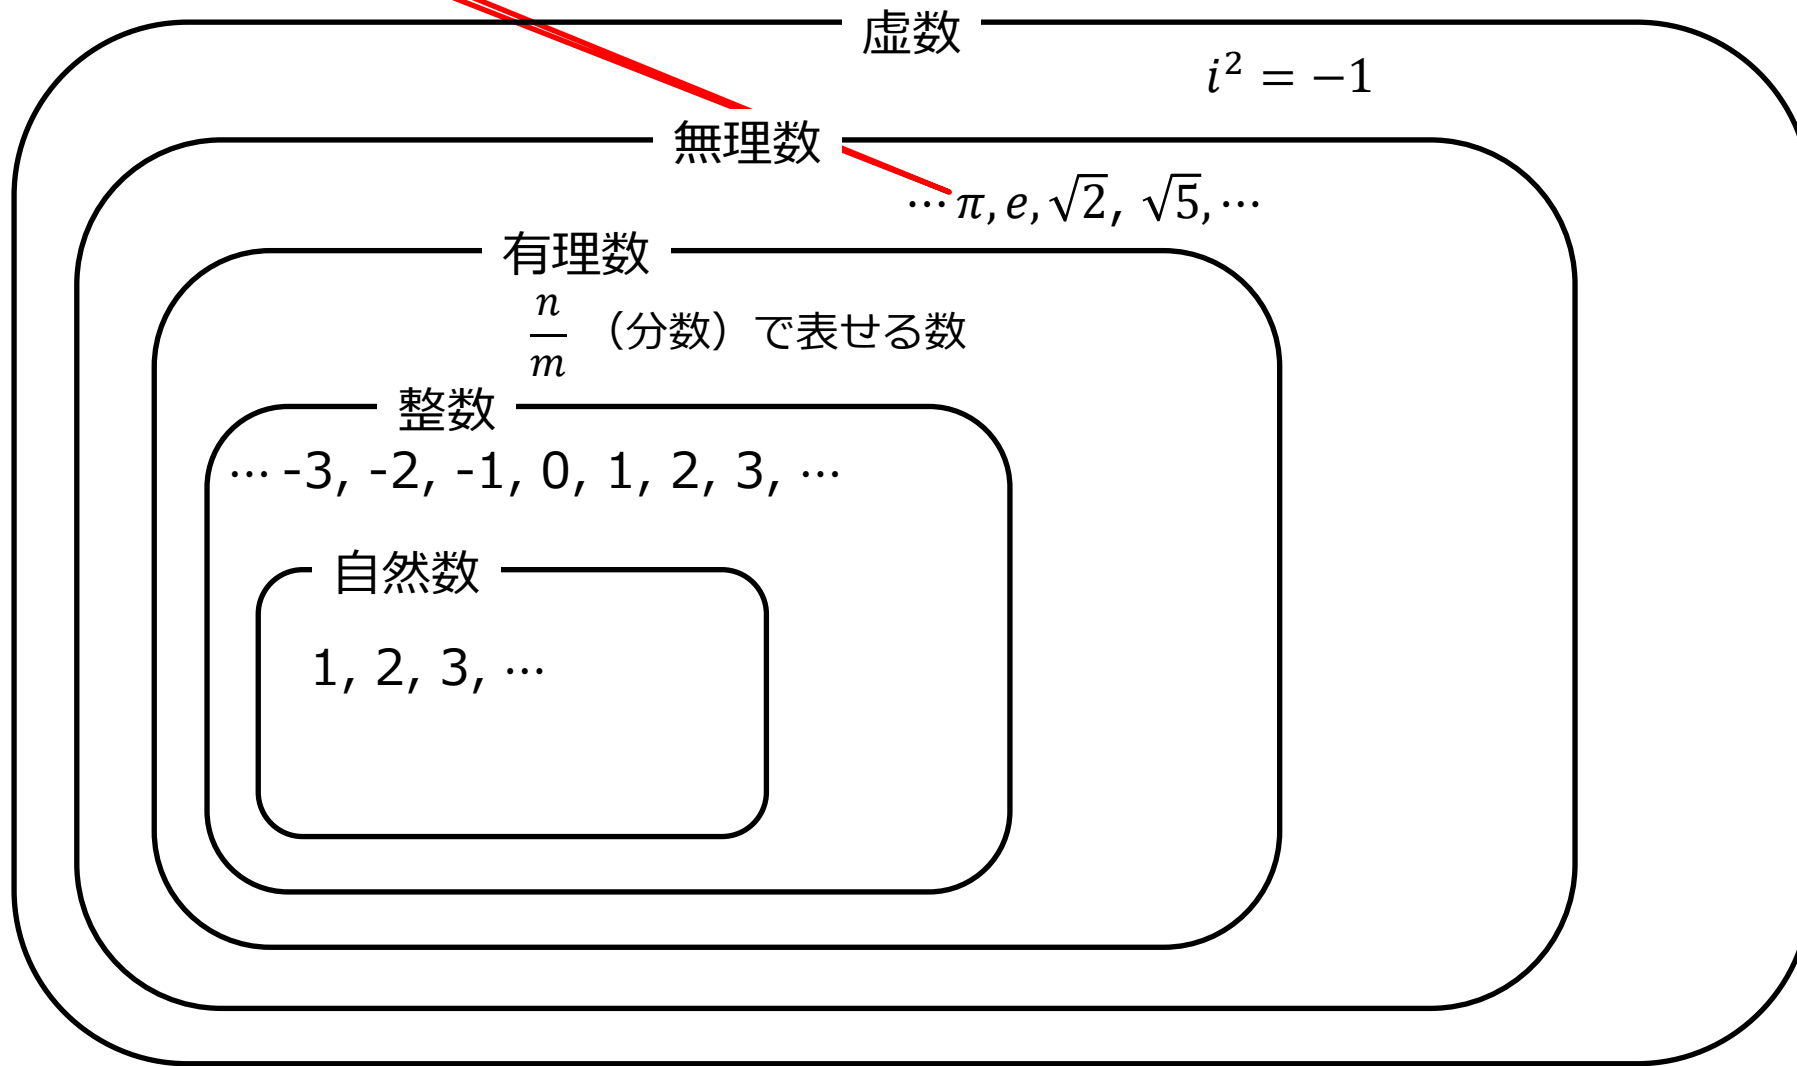 虚数
i² = −1
無理数
⋯ π, e, √2, √5, ⋯
有理数
n/m （分数）で表せる数
整数
⋯ -3, -2, -1, 0, 1, 2, 3, ⋯
自然数
1, 2, 3, ⋯